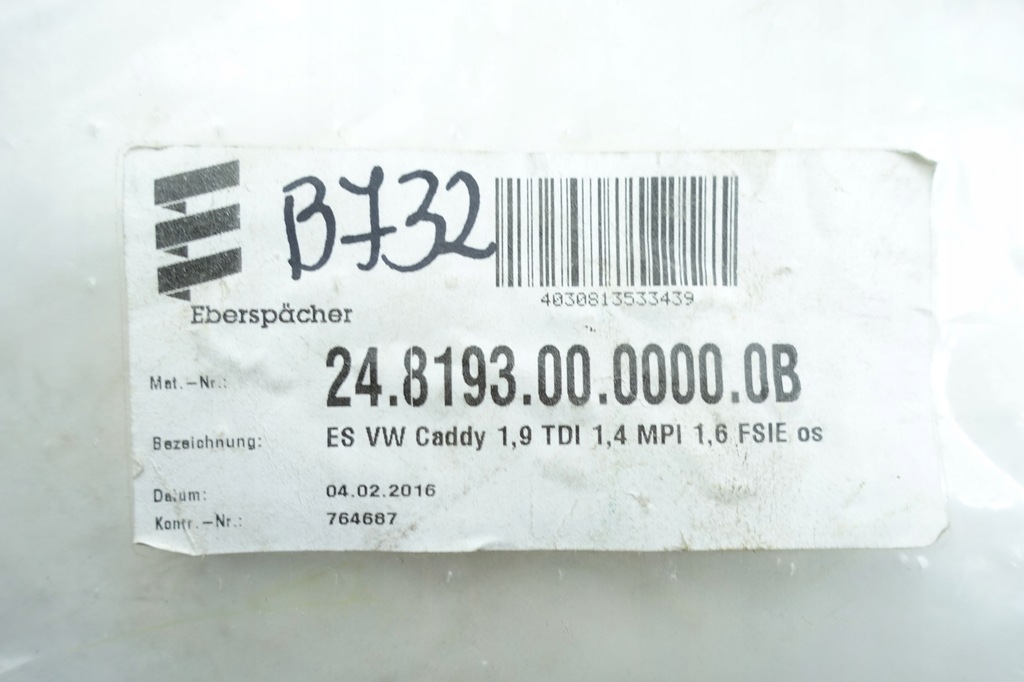 B732
4030813533439
Eberspächer
Mat.-Nr.: 24.8193.00.0000.0B
Bezeichnung: ES VW Caddy 1,9 TDI 1,4 MPI 1,6 FSIE os
Datum: 04.02.2016
Kontr.-Nr.: 764687